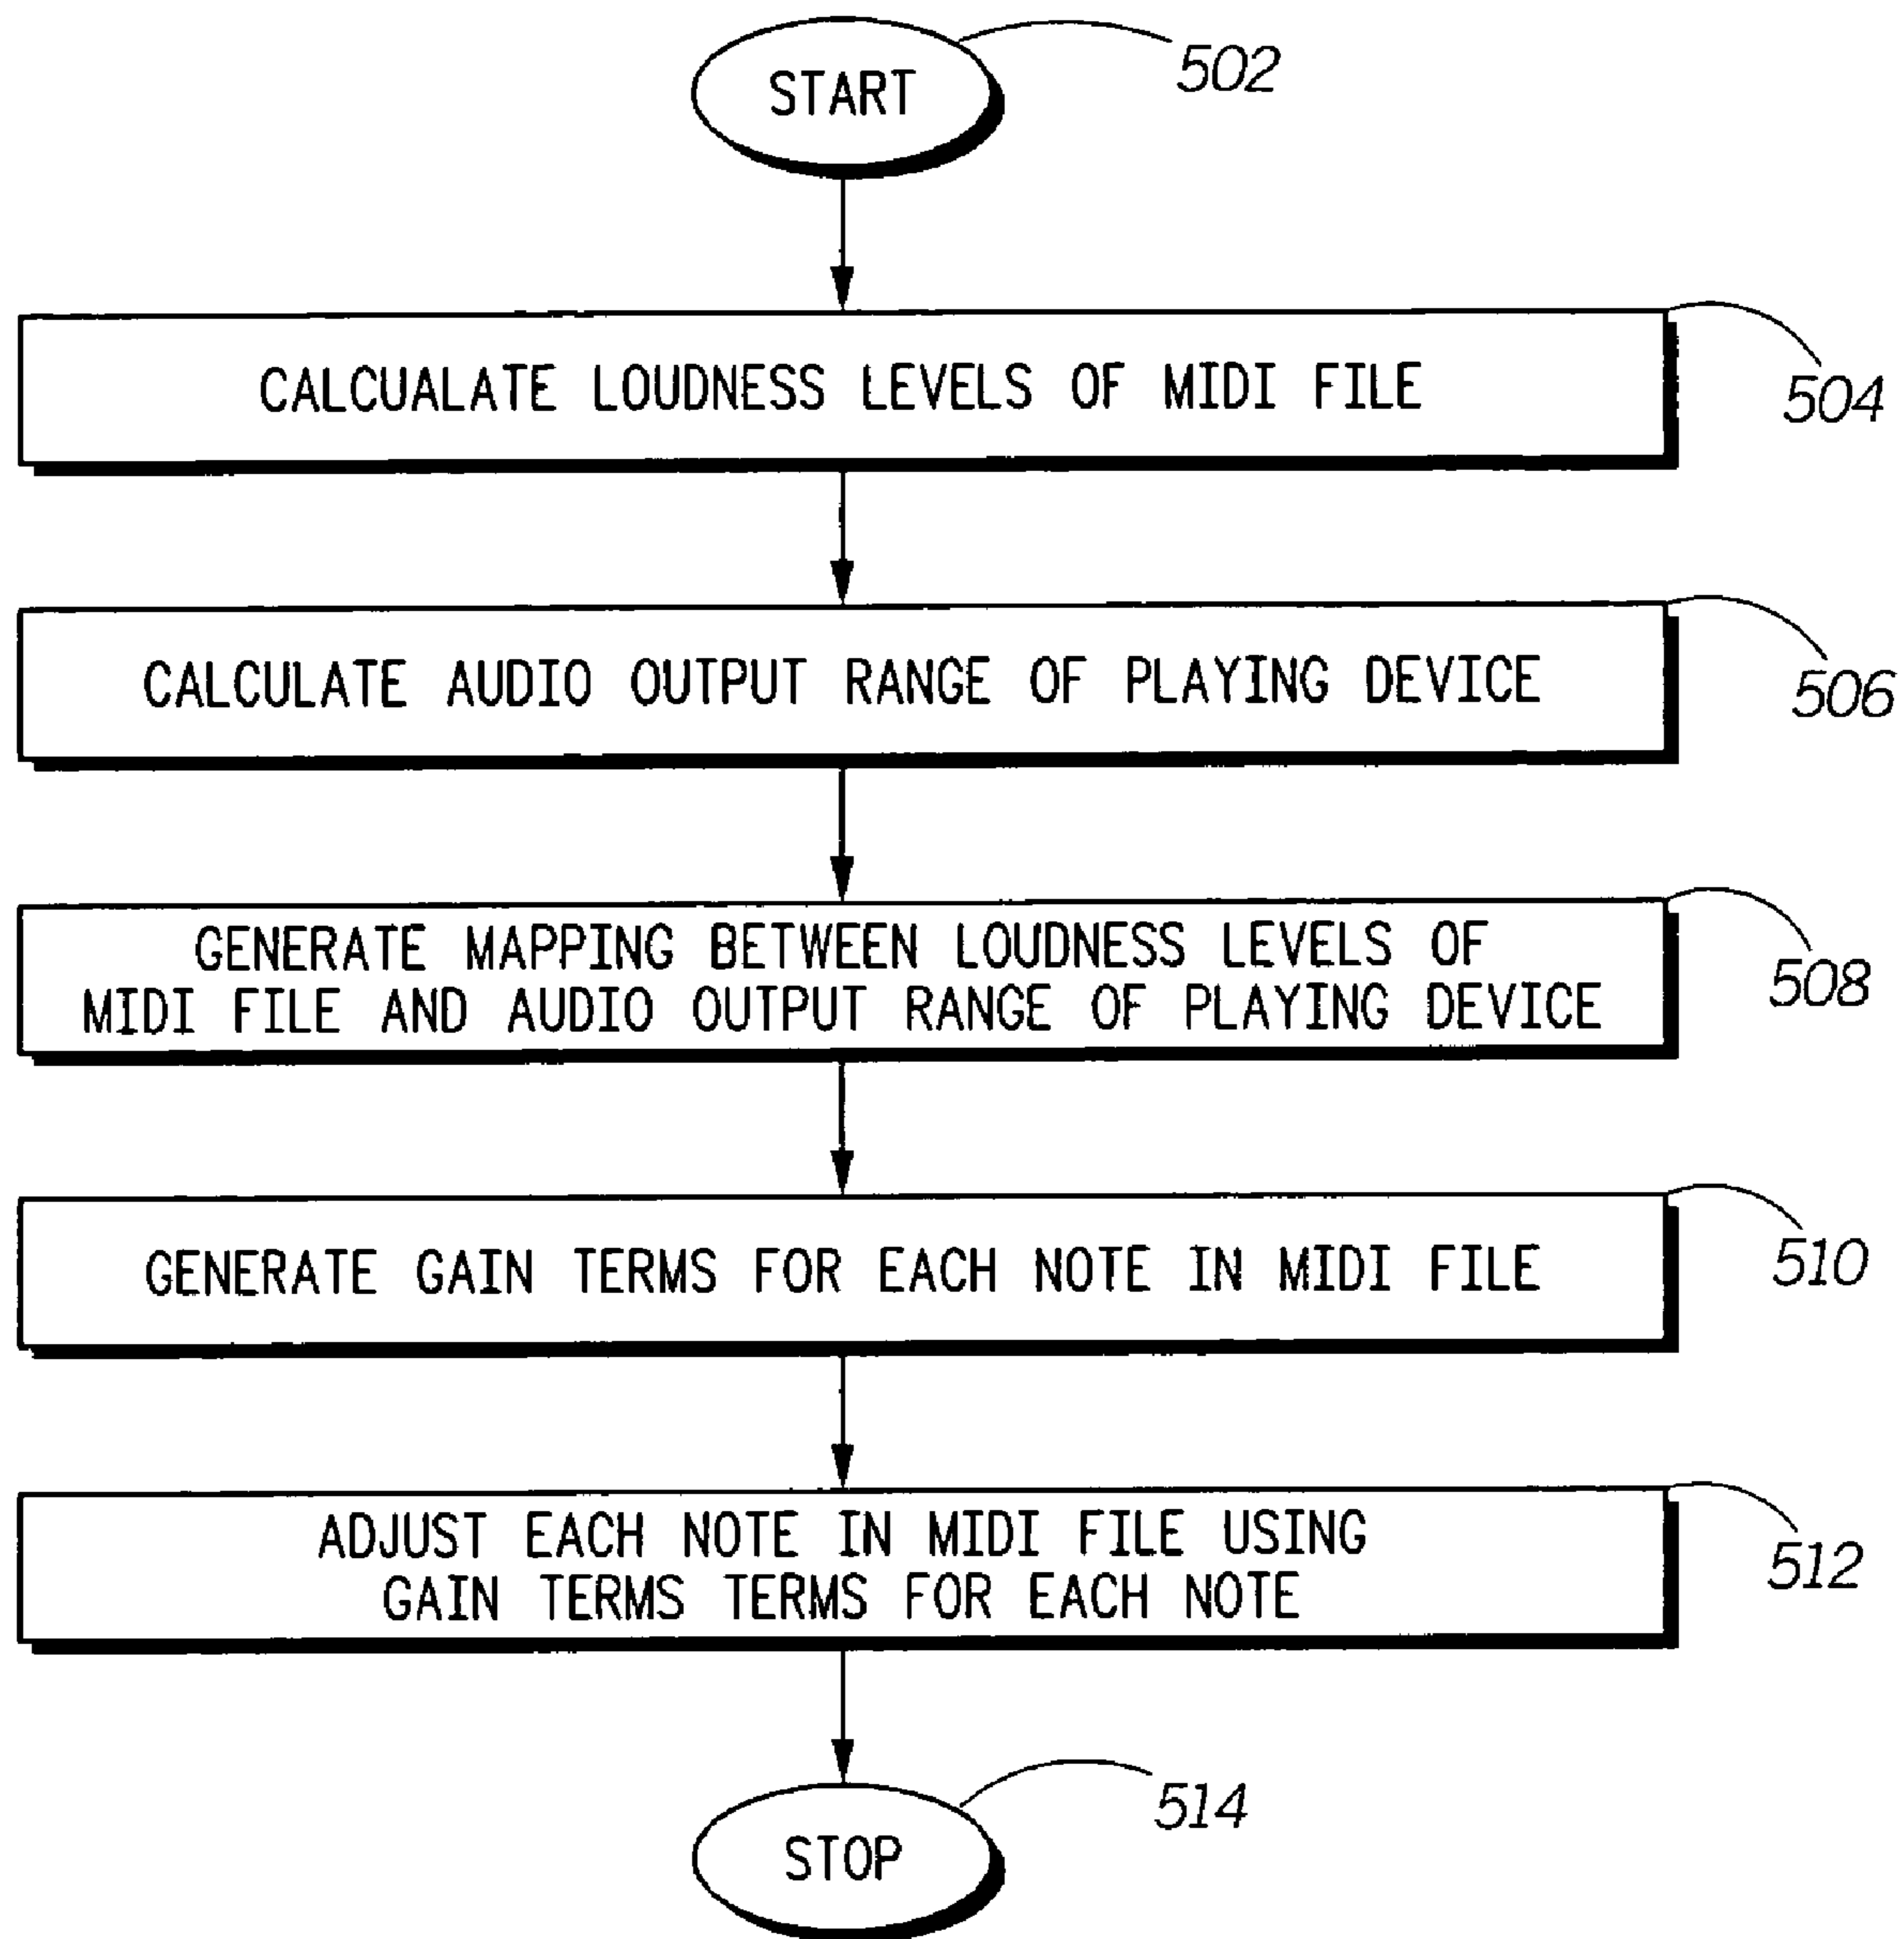 START
502
CALCUALATE LOUDNESS LEVELS OF MIDI FILE
504
CALCULATE AUDIO OUTPUT RANGE OF PLAYING DEVICE
506
GENERATE MAPPING BETWEEN LOUDNESS LEVELS OF
MIDI FILE AND AUDIO OUTPUT RANGE OF PLAYING DEVICE
508
GENERATE GAIN TERMS FOR EACH NOTE IN MIDI FILE
510
ADJUST EACH NOTE IN MIDI FILE USING
GAIN TERMS TERMS FOR EACH NOTE
512
STOP
514